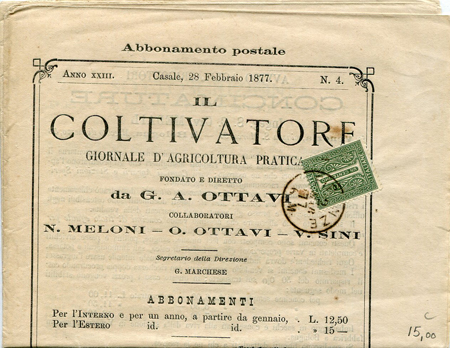 Abbonamento postale
ANNO XXIII. Casale, 28 Febbraio 1877. N. 4.
IL
COLTIVATORE
GIORNALE D'AGRICOLTURA PRATICA
FONDATO E DIRETTO
da G. A. OTTAVI
COLLABORATORI
N. MELONI — O. OTTAVI — V. SINI
Segretario della Direzione
G. MARCHESE
ABBONAMENTI
Per l'INTERNO e per un anno, a partire da gennaio, . L. 12,50
Per l'ESTERO id. id. id. . » 15 —
C
15,00